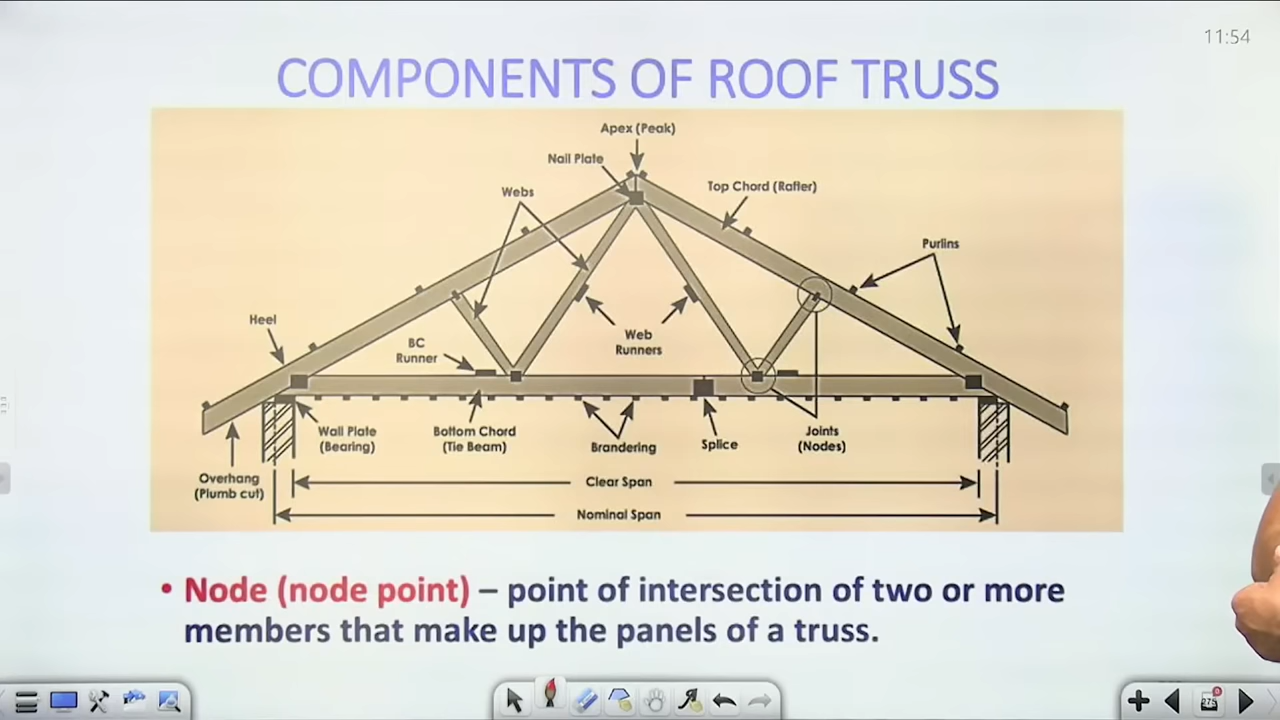 11:54
COMPONENTS OF ROOF TRUSS
Apex (Peak)
Nail Plate
Webs
Top Chord (Rafter)
Purlins
Heel
BC
Runner
Web
Runners
Wall Plate
(Bearing)
Bottom Chord
(Tie Beam)
Brandering
Splice
Joints
(Nodes)
Overhang
(Plumb cut)
Clear Span
Nominal Span
• Node (node point) – point of intersection of two or more
members that make up the panels of a truss.
275